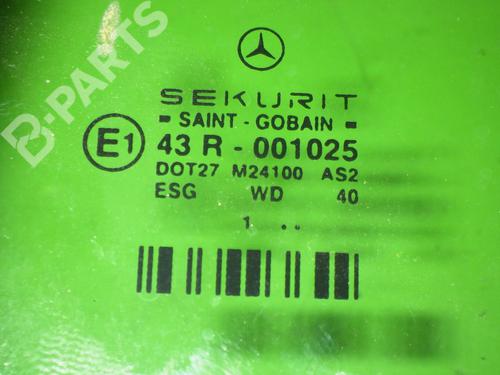 B-PARTS
SEKURIT
SAINT-GOBAIN
E1
43 R - 001025
DOT27 M24100 AS2
ESG WD 40
1 ..